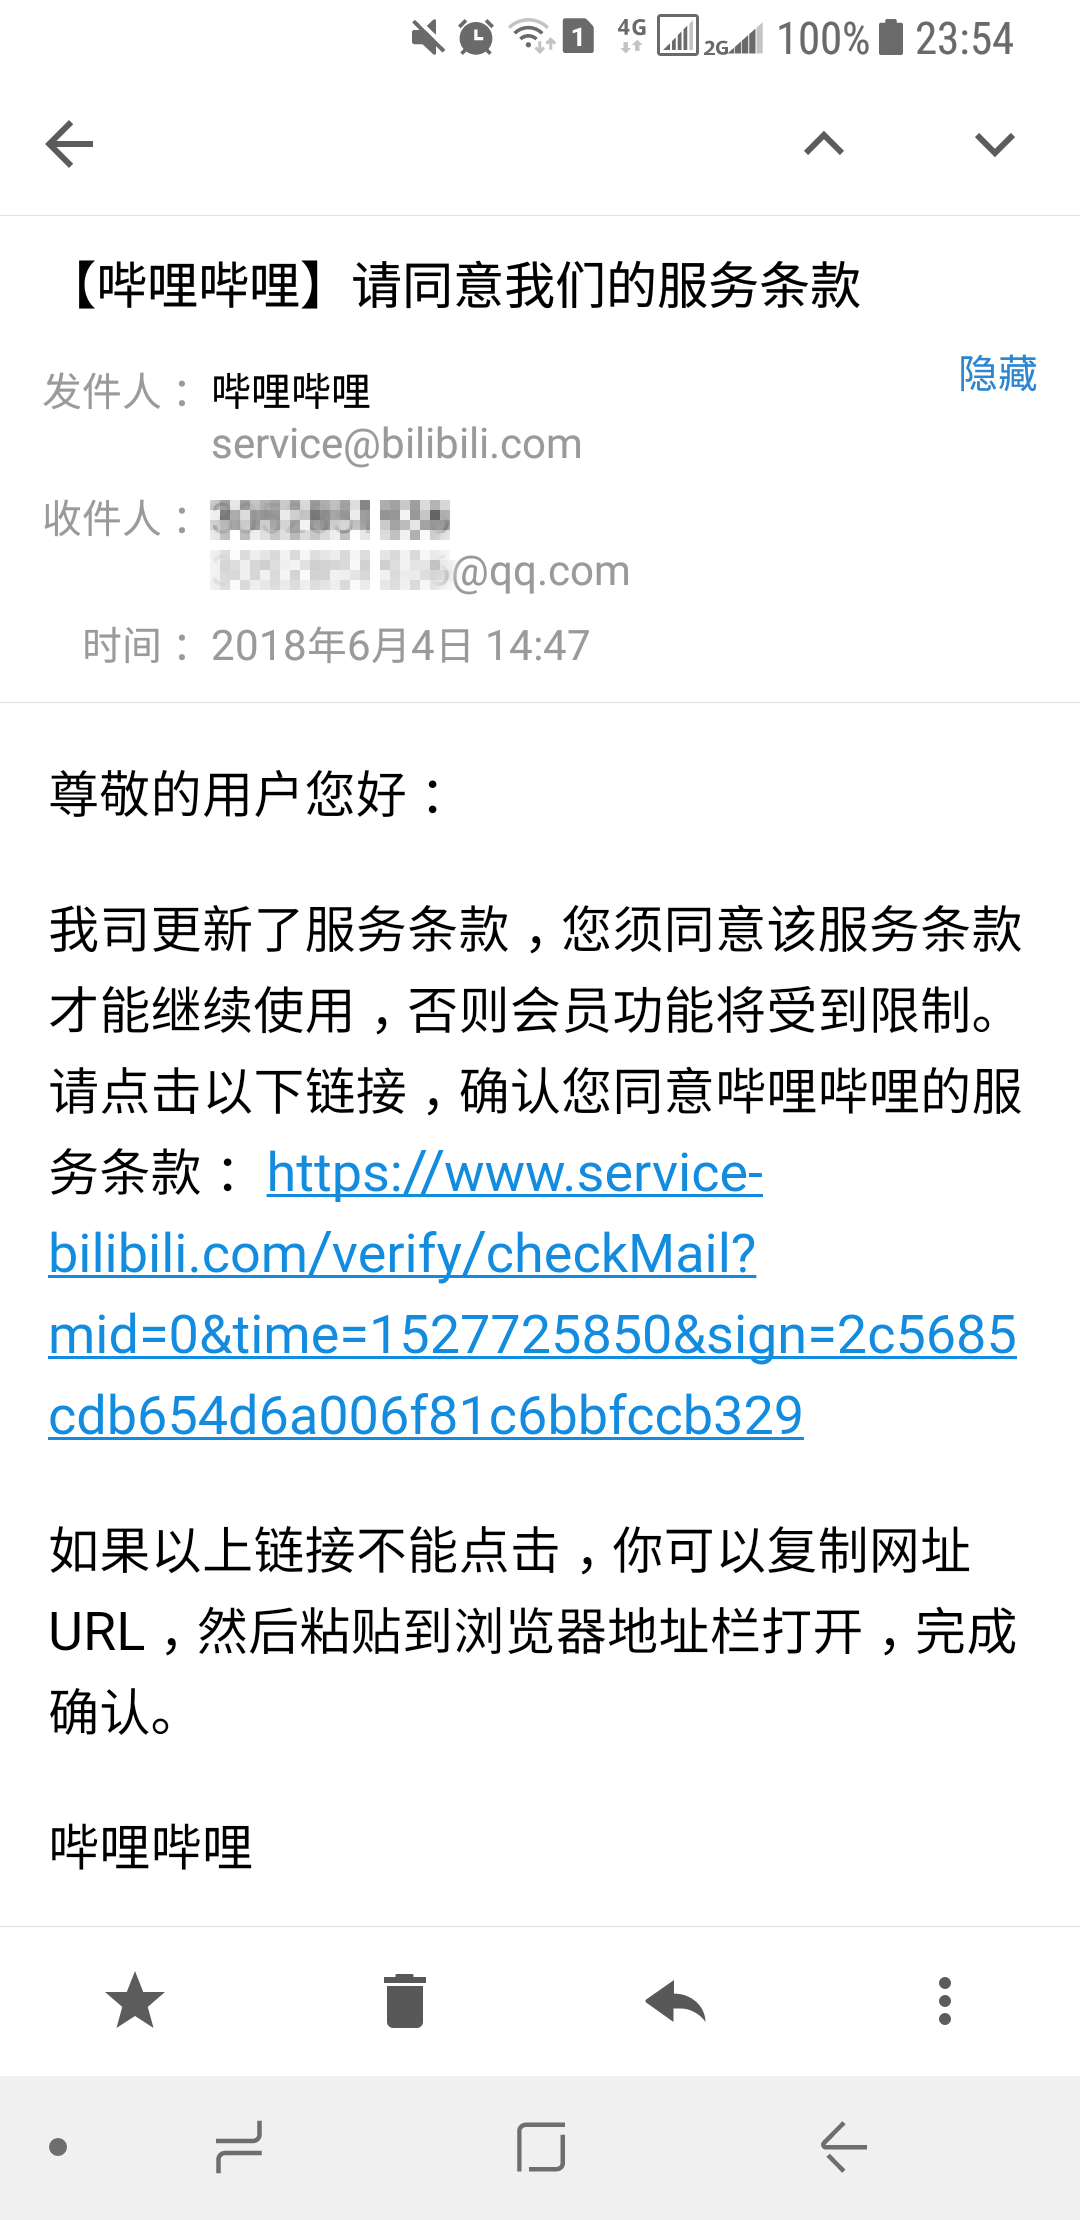 1 4G 2G 100% 23:54
【哔哩哔哩】请同意我们的服务条款
隐藏
发件人： 哔哩哔哩
service@bilibili.com
收件人：
@qq.com
时间： 2018年6月4日 14:47
尊敬的用户您好：
我司更新了服务条款，您须同意该服务条款
才能继续使用，否则会员功能将受到限制。
请点击以下链接，确认您同意哔哩哔哩的服
务条款： https://www.service-
bilibili.com/verify/checkMail?
mid=0&time=1527725850&sign=2c5685
cdb654d6a006f81c6bbfccb329
如果以上链接不能点击，你可以复制网址
URL，然后粘贴到浏览器地址栏打开，完成
确认。
哔哩哔哩